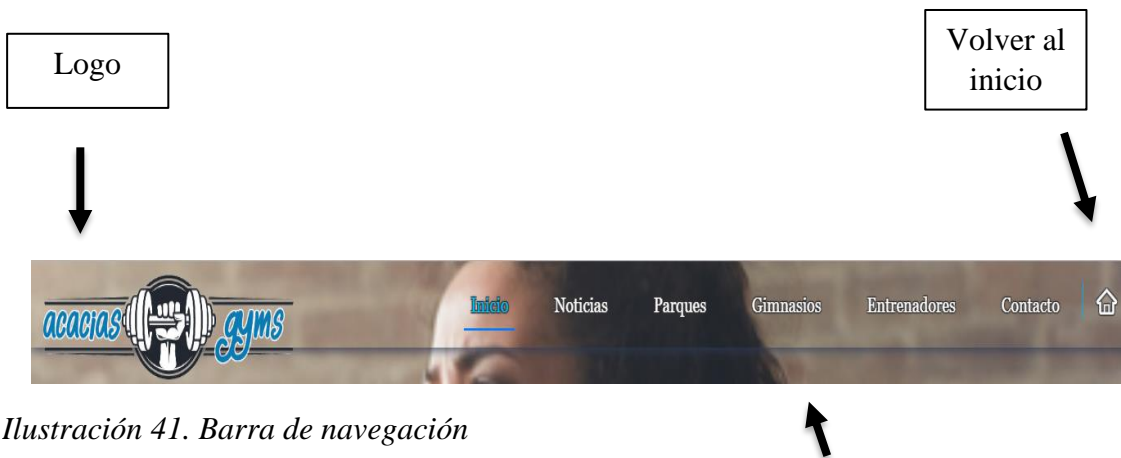 Logo
Volver al
inicio
acacias gyms
Inicio Noticias Parques Gimnasios Entrenadores Contacto
Ilustración 41. Barra de navegación